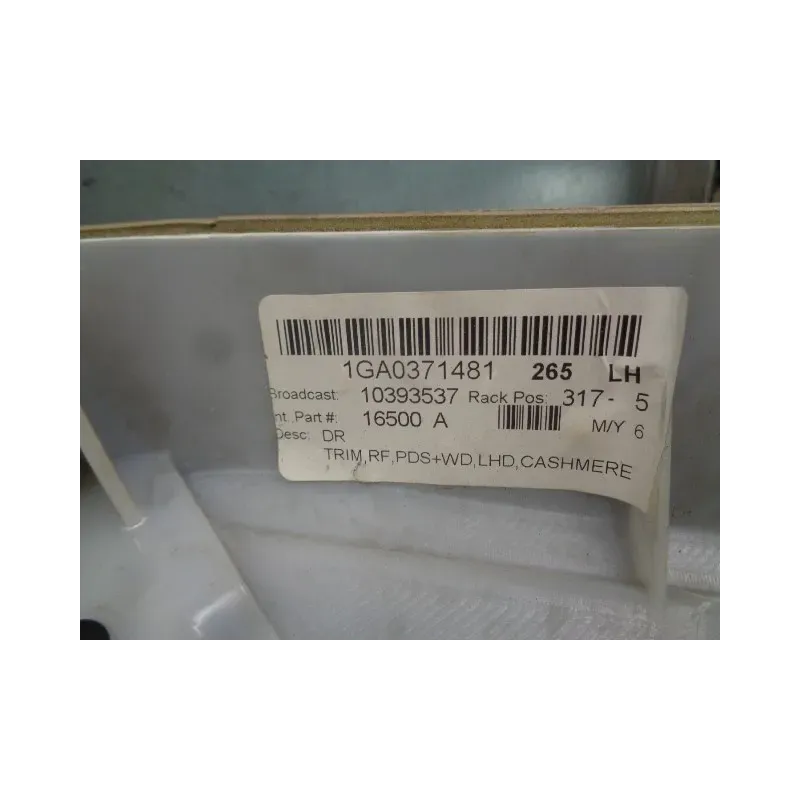 1GA0371481 265 LH
Broadcast: 10393537 Rack Pos: 317- 5
nt. Part #: 16500 A M/Y 6
Desc: DR
TRIM,RF,PDS+WD,LHD,CASHMERE